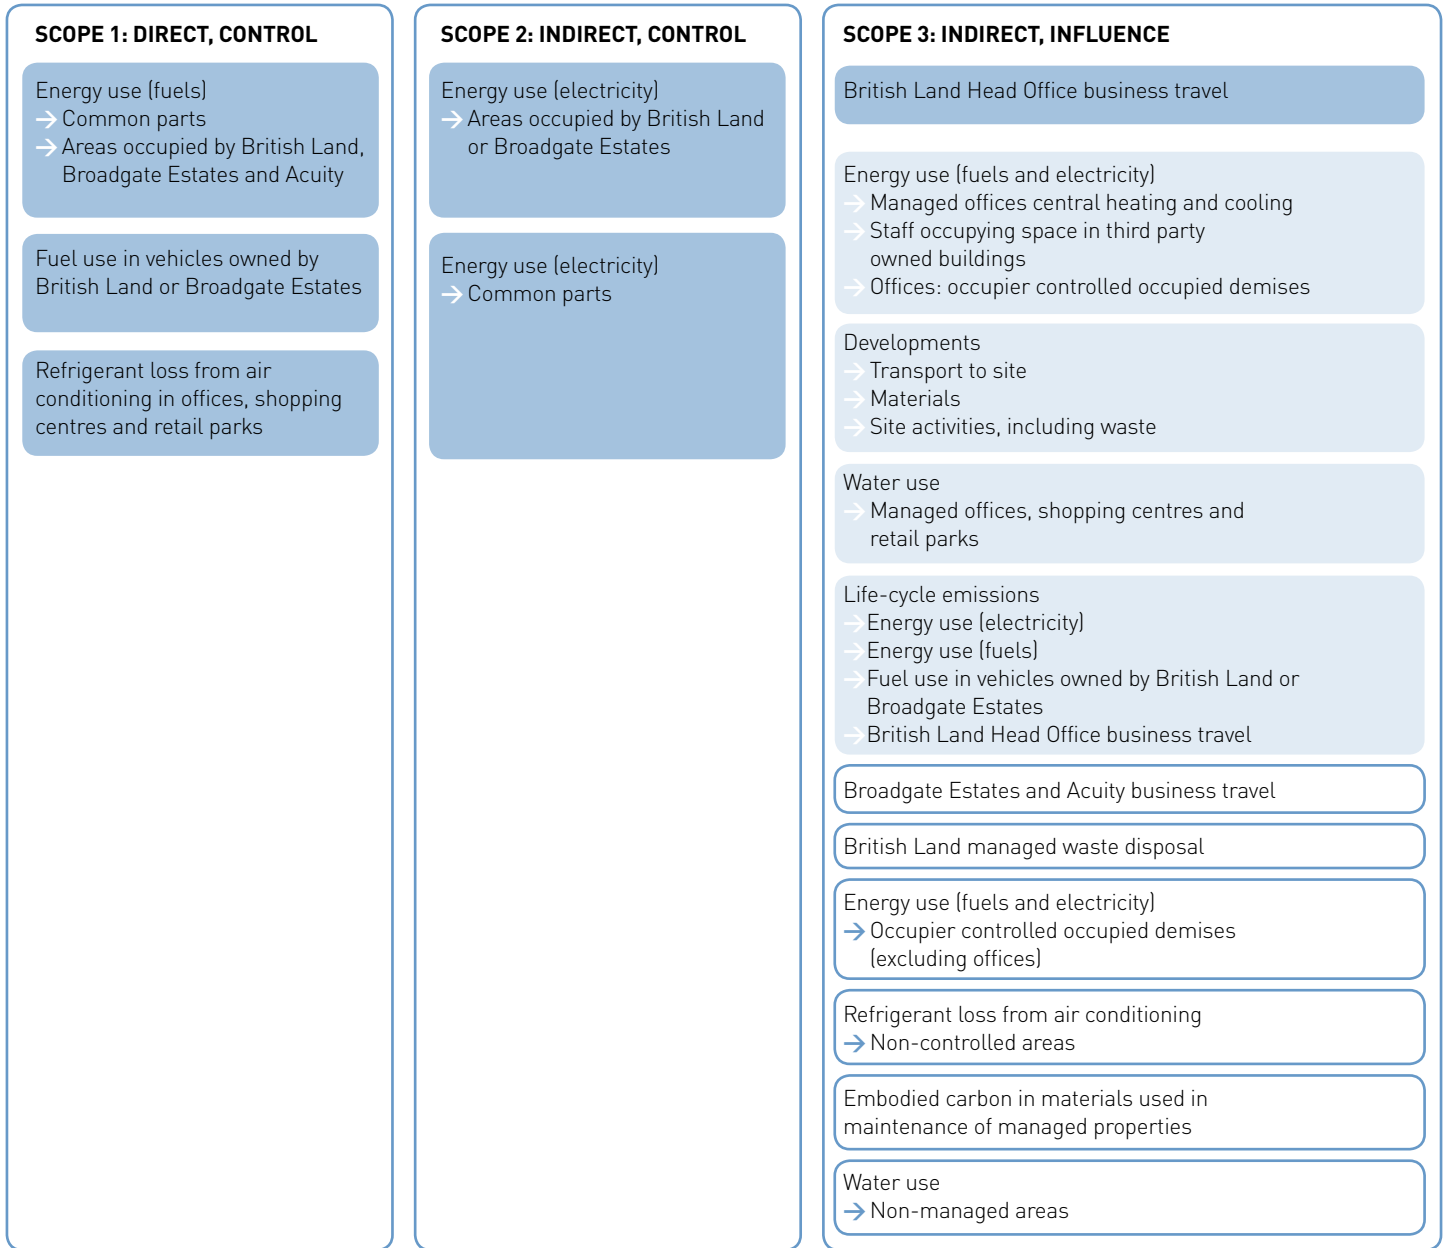 SCOPE 1: DIRECT, CONTROL
Energy use (fuels)
→ Common parts
→ Areas occupied by British Land,
Broadgate Estates and Acuity
Fuel use in vehicles owned by
British Land or Broadgate Estates
Refrigerant loss from air
conditioning in offices, shopping
centres and retail parks
SCOPE 2: INDIRECT, CONTROL
Energy use (electricity)
→ Areas occupied by British Land
or Broadgate Estates
Energy use (electricity)
→ Common parts
SCOPE 3: INDIRECT, INFLUENCE
British Land Head Office business travel
Energy use (fuels and electricity)
→ Managed offices central heating and cooling
→ Staff occupying space in third party
owned buildings
→ Offices: occupier controlled occupied demises
Developments
→ Transport to site
→ Materials
→ Site activities, including waste
Water use
→ Managed offices, shopping centres and
retail parks
Life-cycle emissions
→ Energy use (electricity)
→ Energy use (fuels)
→ Fuel use in vehicles owned by British Land or
Broadgate Estates
→ British Land Head Office business travel
Broadgate Estates and Acuity business travel
British Land managed waste disposal
Energy use (fuels and electricity)
→ Occupier controlled occupied demises
(excluding offices)
Refrigerant loss from air conditioning
→ Non-controlled areas
Embodied carbon in materials used in
maintenance of managed properties
Water use
→ Non-managed areas